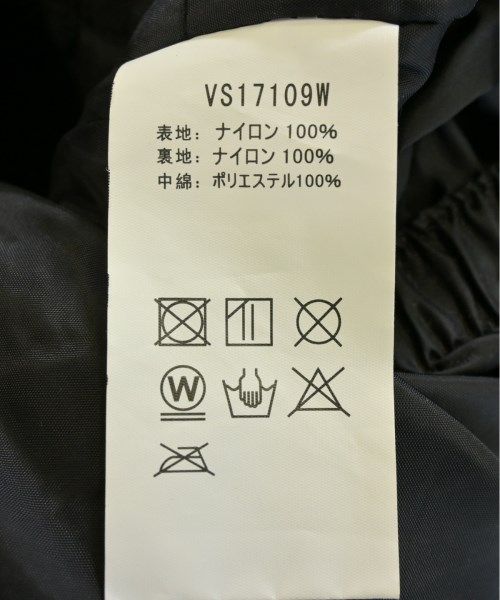 VS17109W
表地: ナイロン 100%
裏地: ナイロン 100%
中綿: ポリエステル100%
W